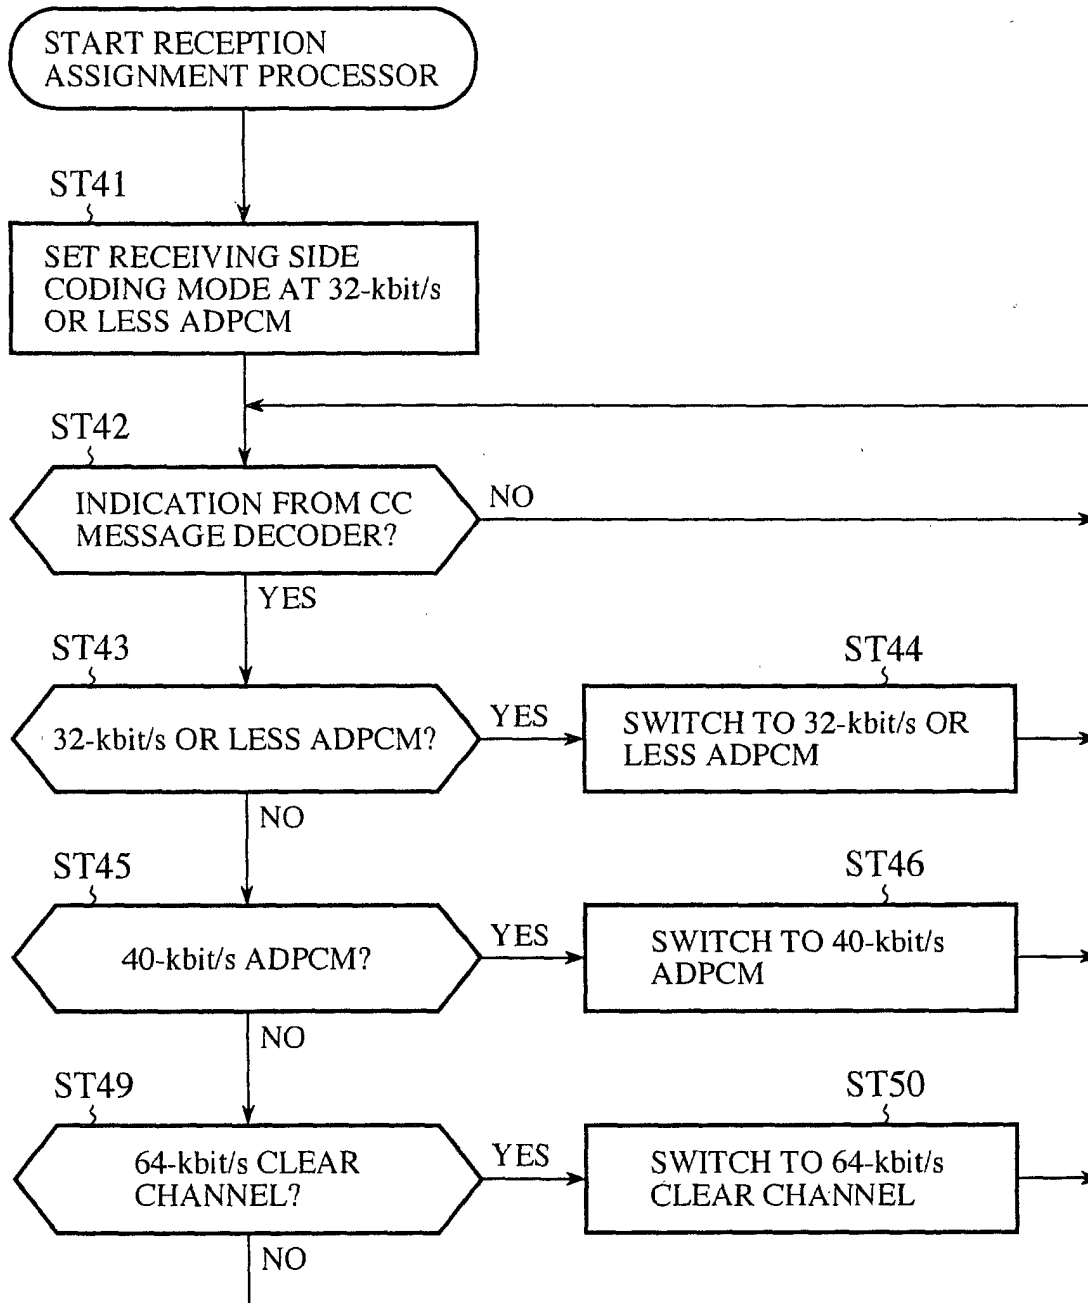 START RECEPTION
ASSIGNMENT PROCESSOR
ST41
SET RECEIVING SIDE
CODING MODE AT 32-kbit/s
OR LESS ADPCM
ST42
INDICATION FROM CC
MESSAGE DECODER?
NO
YES
ST43
32-kbit/s OR LESS ADPCM?
YES
ST44
SWITCH TO 32-kbit/s OR
LESS ADPCM
NO
ST45
40-kbit/s ADPCM?
YES
ST46
SWITCH TO 40-kbit/s
ADPCM
NO
ST49
64-kbit/s CLEAR
CHANNEL?
YES
ST50
SWITCH TO 64-kbit/s
CLEAR CHANNEL
NO